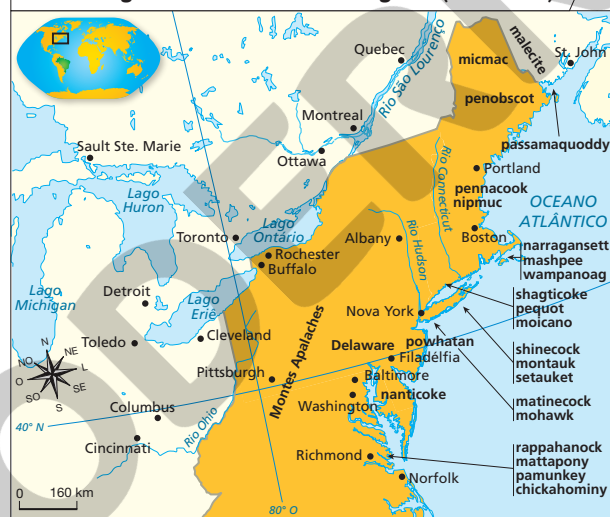 Quebec
Rio São Lourenço
micmac
malecite
St. John
penobscot
Montreal
passamaquoddy
Sault Ste. Marie
Ottawa
Rio Connecticut
Portland
Lago
Huron
pennacook
nipmuc
OCEANO
ATLÂNTICO
Toronto
Lago
Ontário
Albany
Rio Hudson
Boston
Rochester
Buffalo
narragansett
mashpee
wampanoag
Lago
Michigan
Detroit
Lago
Erié
shagticoke
pequot
moicano
Nova York
Toledo
Cleveland
Montes Apalaches
Delaware
powhatan
Filadélfia
shinecock
montauk
setauket
N
NE
L
SE
S
SO
O
NO
Pittsburgh
Baltimore
nanticoke
Washington
matinecock
mohawk
Columbus
40° N
Rio Ohio
Cincinnati
Richmond
rappahanock
mattapony
pamunkey
chickahominy
Norfolk
0 160 km
80° O